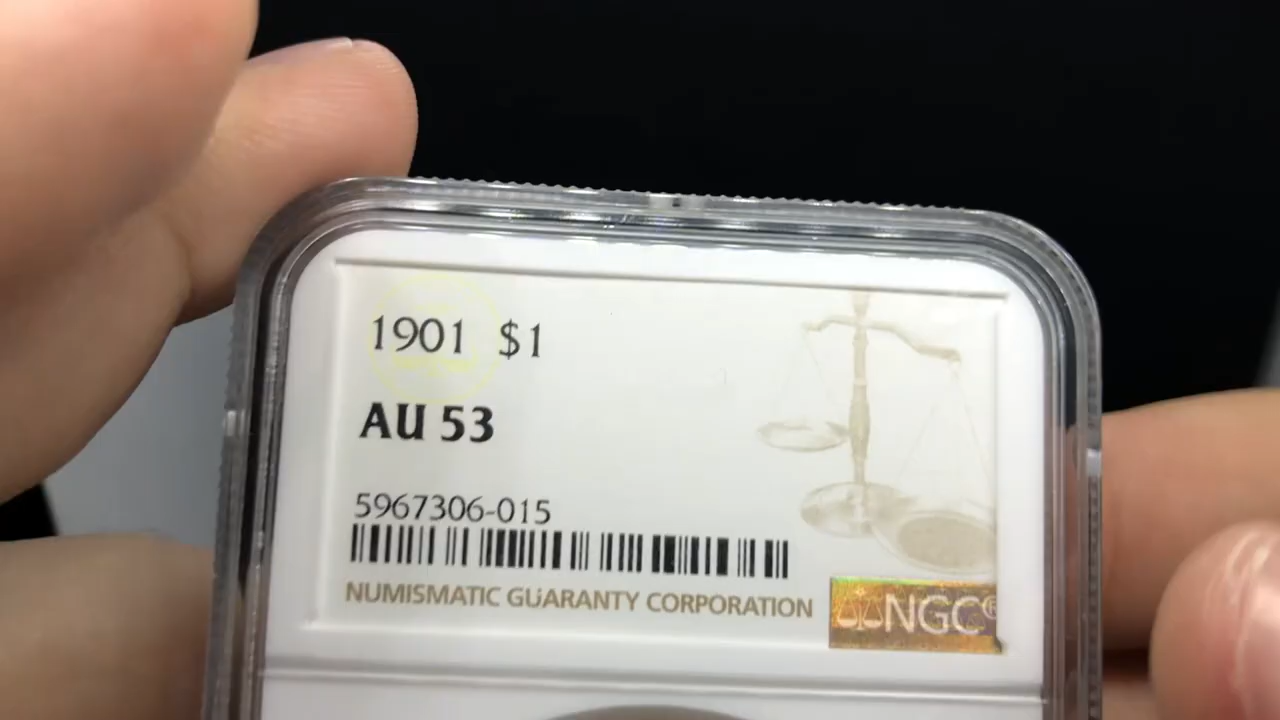 1901 $1
AU 53
5967306-015
NUMISMATIC GUARANTY CORPORATION
NGC®